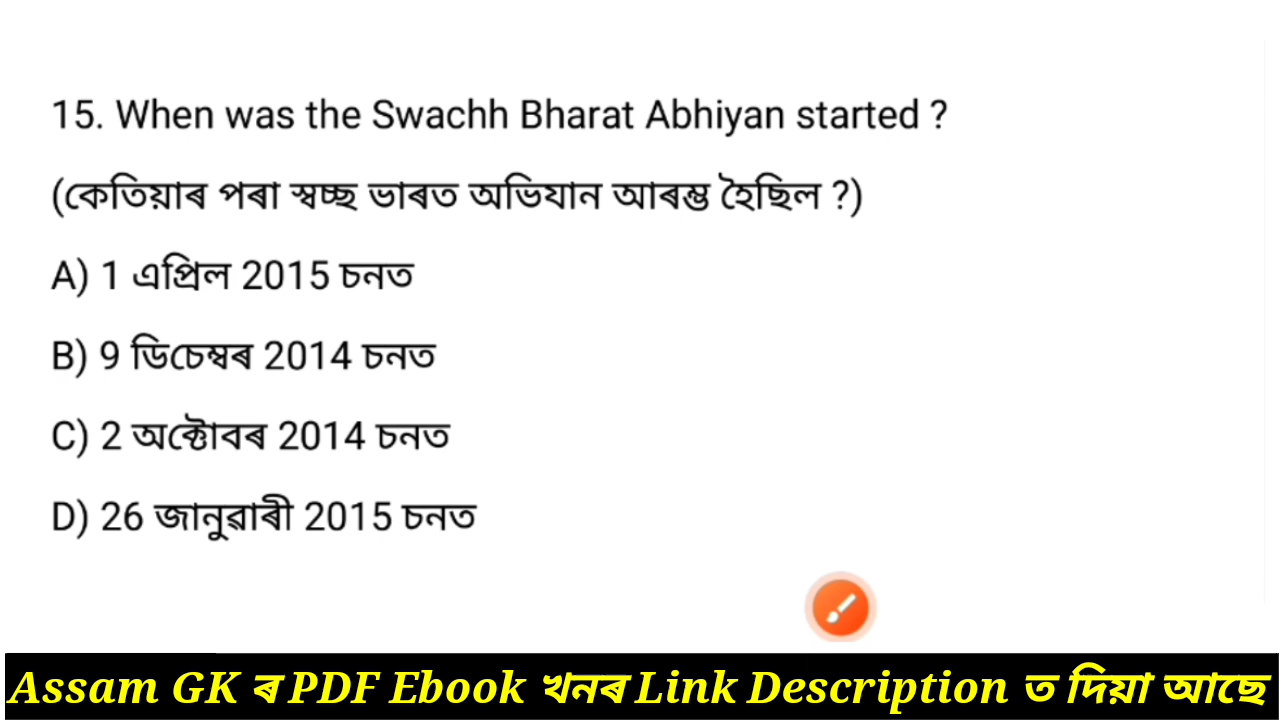 15. When was the Swachh Bharat Abhiyan started ?
(কেতিয়াৰ পৰা স্বচ্ছ ভাৰত অভিযান আৰম্ভ হৈছিল ?)
A) 1 এপ্ৰিল 2015 চনত
B) 9 ডিচেম্বৰ 2014 চনত
C) 2 অক্টোবৰ 2014 চনত
D) 26 জানুৱাৰী 2015 চনত
Assam GK ৰ PDF Ebook খনৰ Link Description ত দিয়া আছে